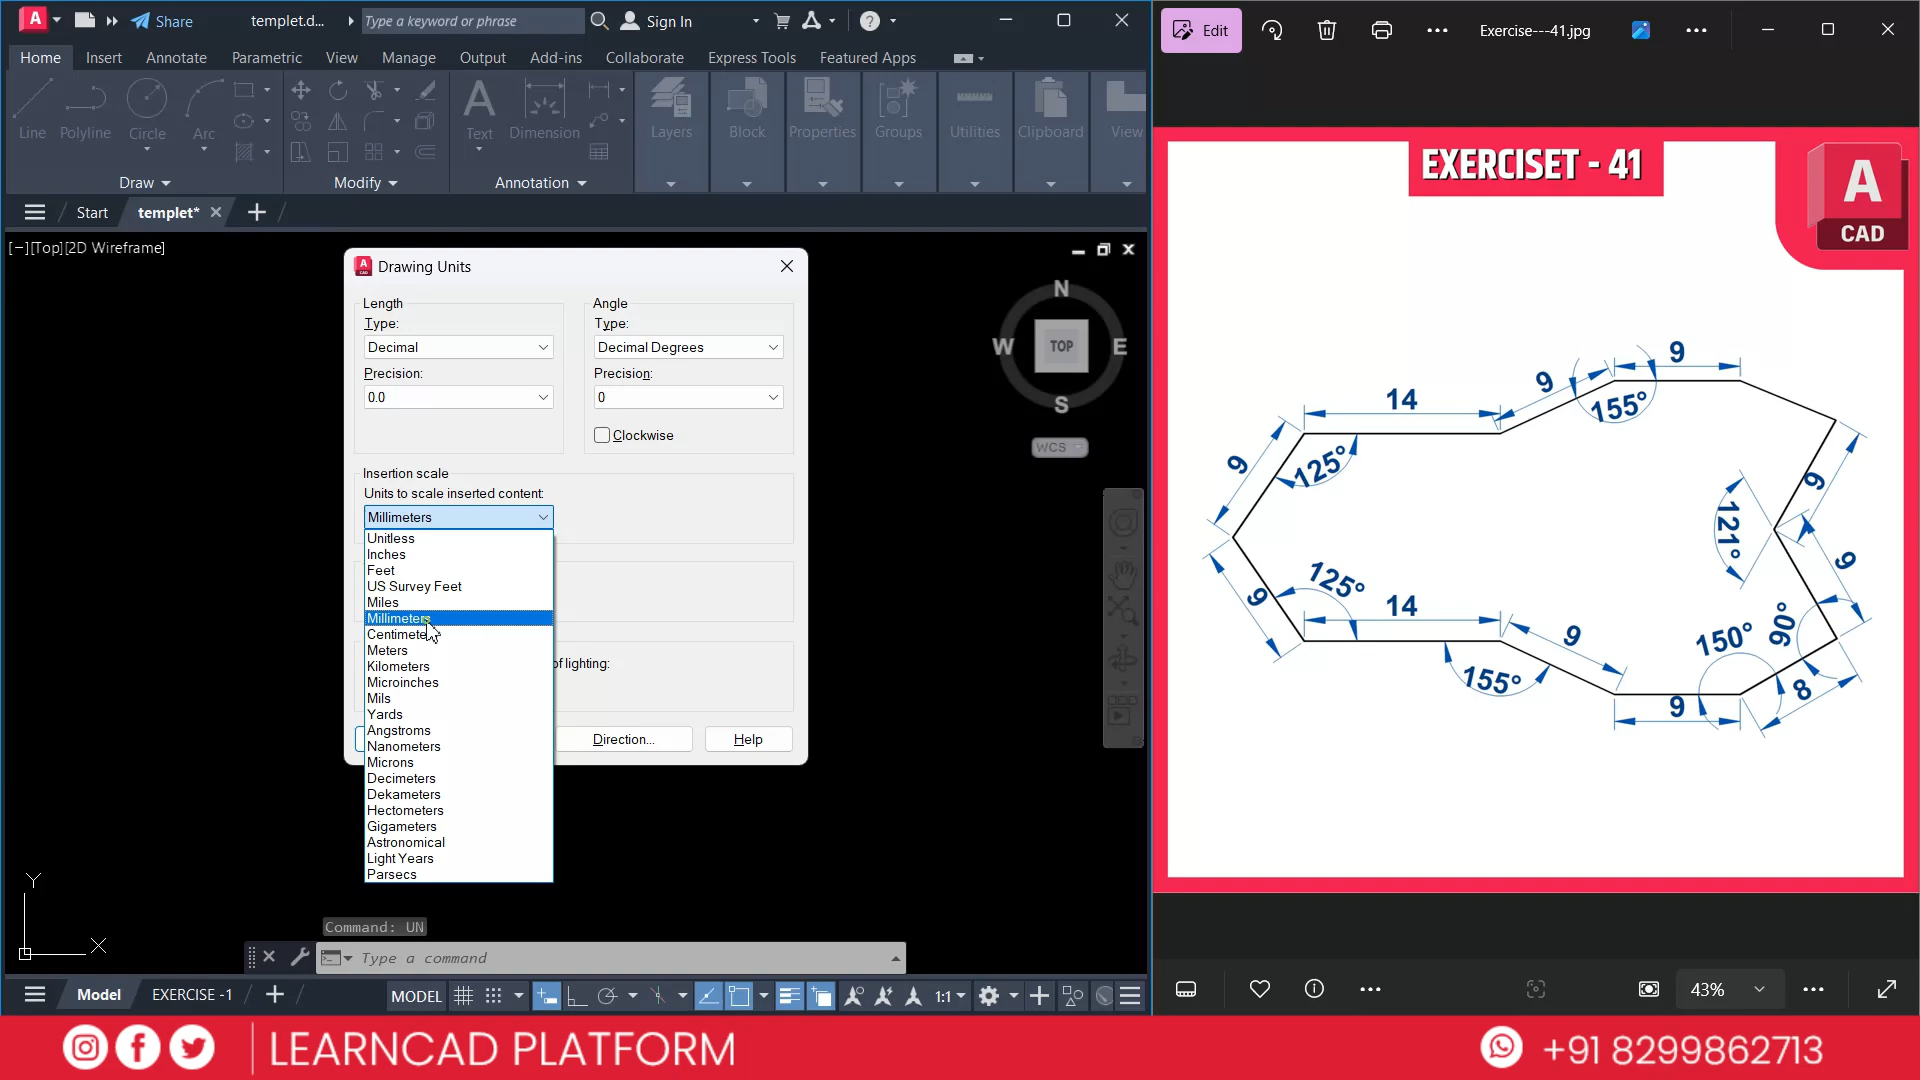 A
Share
templet.d...
Type a keyword or phrase
Sign In
Home Insert Annotate Parametric View Manage Output Add-ins Collaborate Express Tools Featured Apps
Line
Polyline
Circle
Arc
Text
Dimension
Layers
Block
Properties
Groups
Utilities
Clipboard
View
Draw
Modify
Annotation
Start
templet*
[−][Top][2D Wireframe]
Drawing Units
Length
Type:
Decimal
Precision:
0.0
Angle
Type:
Decimal Degrees
Precision:
0
Clockwise
Insertion scale
Units to scale inserted content:
Millimeters
Unitless
Inches
Feet
US Survey Feet
Miles
Millimeters
Centimete
Meters
Kilometers
Microinches
Mils
Yards
Angstroms
Nanometers
Microns
Decimeters
Dekameters
Hectometers
Gigameters
Astronomical
Light Years
Parsecs
of lighting:
Direction...
Help
N
W
TOP
E
S
WCS
Y
X
Command: UN
Type a command
Model
EXERCISE -1
MODEL
1:1
Edit
Exercise---41.jpg
EXERCISET - 41
A
CAD
9
9
155°
14
9
125°
9
121°
9
125°
14
9
9
90°
150°
155°
8
9
43%
LEARNCAD PLATFORM
+91 8299862713